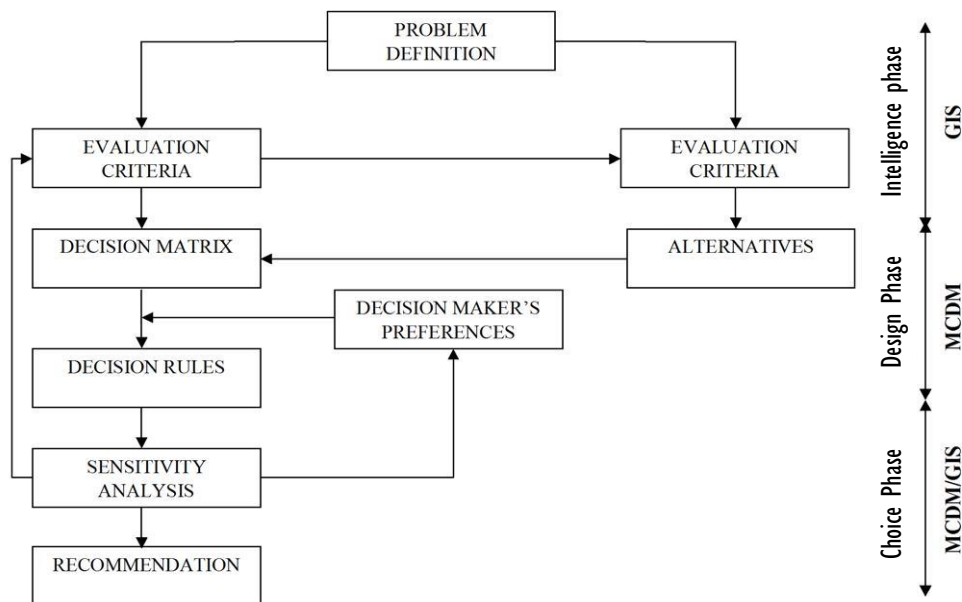 PROBLEM
DEFINITION
EVALUATION
CRITERIA
EVALUATION
CRITERIA
DECISION MATRIX
ALTERNATIVES
DECISION MAKER'S
PREFERENCES
DECISION RULES
SENSITIVITY
ANALYSIS
RECOMMENDATION
Intelligence phase
GIS
Design Phase
MCDM
Choice Phase
MCDM/GIS